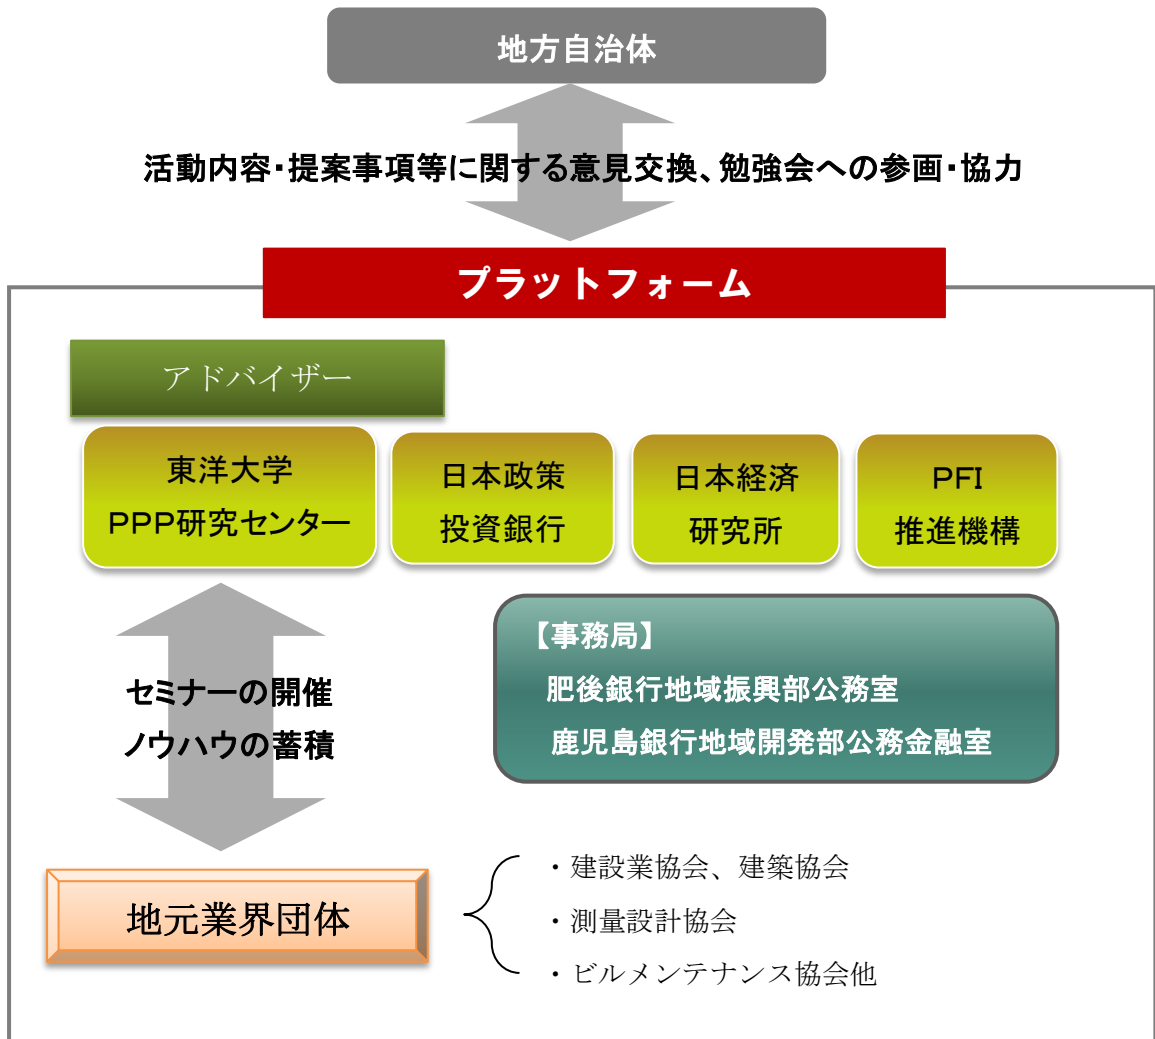 地方自治体
活動内容・提案事項等に関する意見交換、勉強会への参画・協力
プラットフォーム
アドバイザー
東洋大学
PPP研究センター
日本政策
投資銀行
日本経済
研究所
PFI
推進機構
【事務局】
肥後銀行地域振興部公務室
鹿児島銀行地域開発部公務金融室
セミナーの開催
ノウハウの蓄積
地元業界団体
・建設業協会、建築協会
・測量設計協会
・ビルメンテナンス協会他